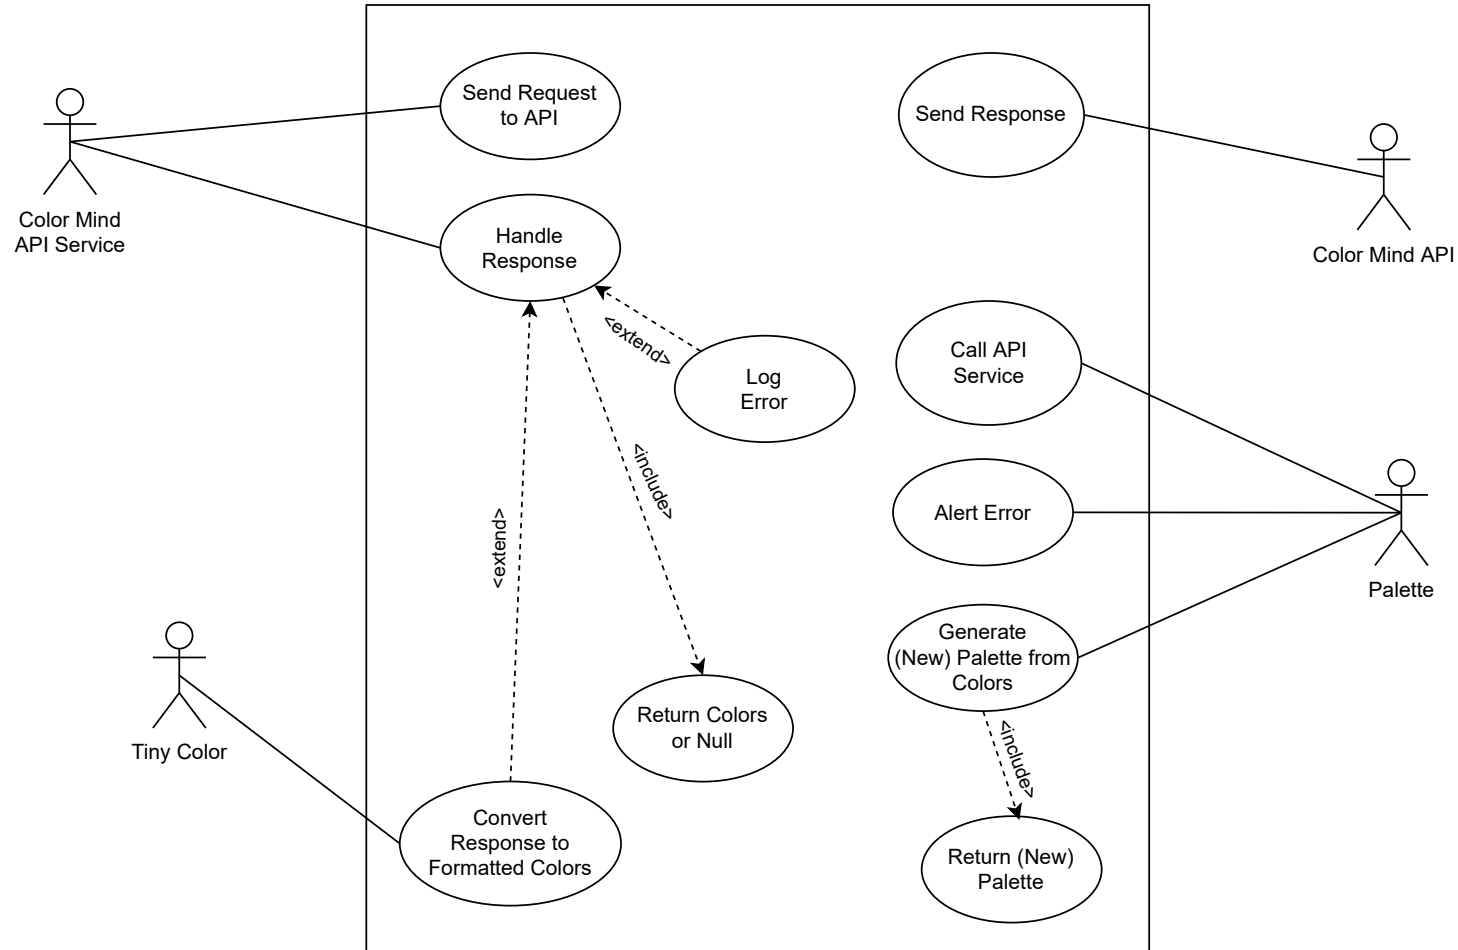 Send Request
to API
Send Response
Color Mind
API Service
Handle
Response
Color Mind API
<extend>
Log
Error
Call API
Service
<include>
Alert Error
<extend>
Palette
Generate
(New) Palette from
Colors
Tiny Color
Return Colors
or Null
<include>
Convert
Response to
Formatted Colors
Return (New)
Palette